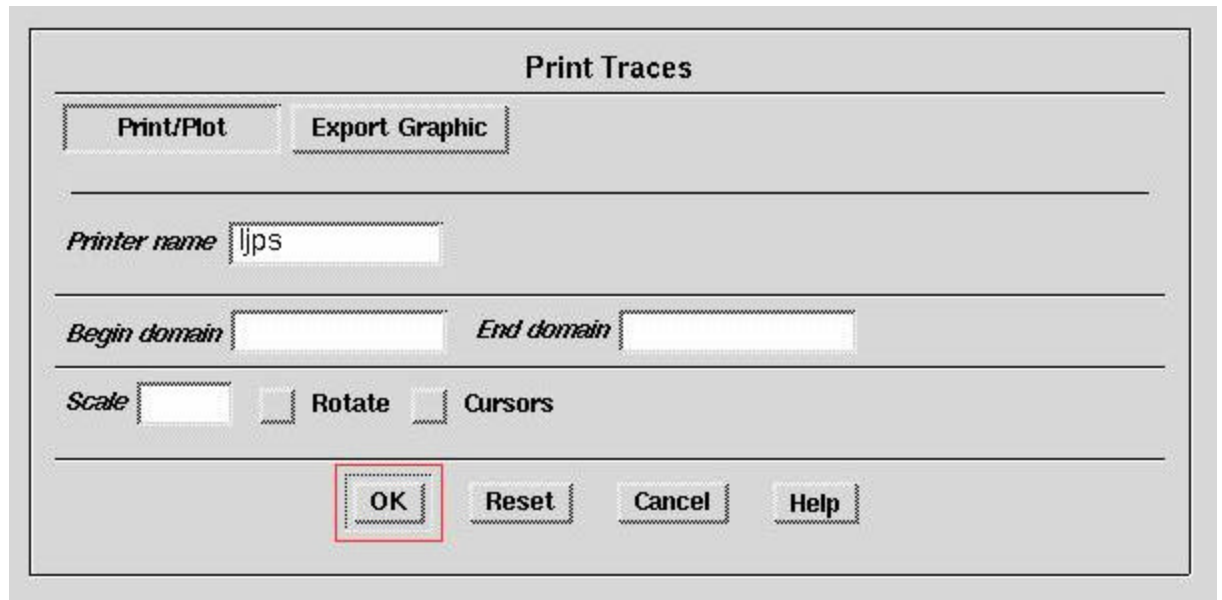 Print Traces
Print/Plot Export Graphic
Printer name ljps
Begin domain End domain
Scale Rotate Cursors
OK Reset Cancel Help